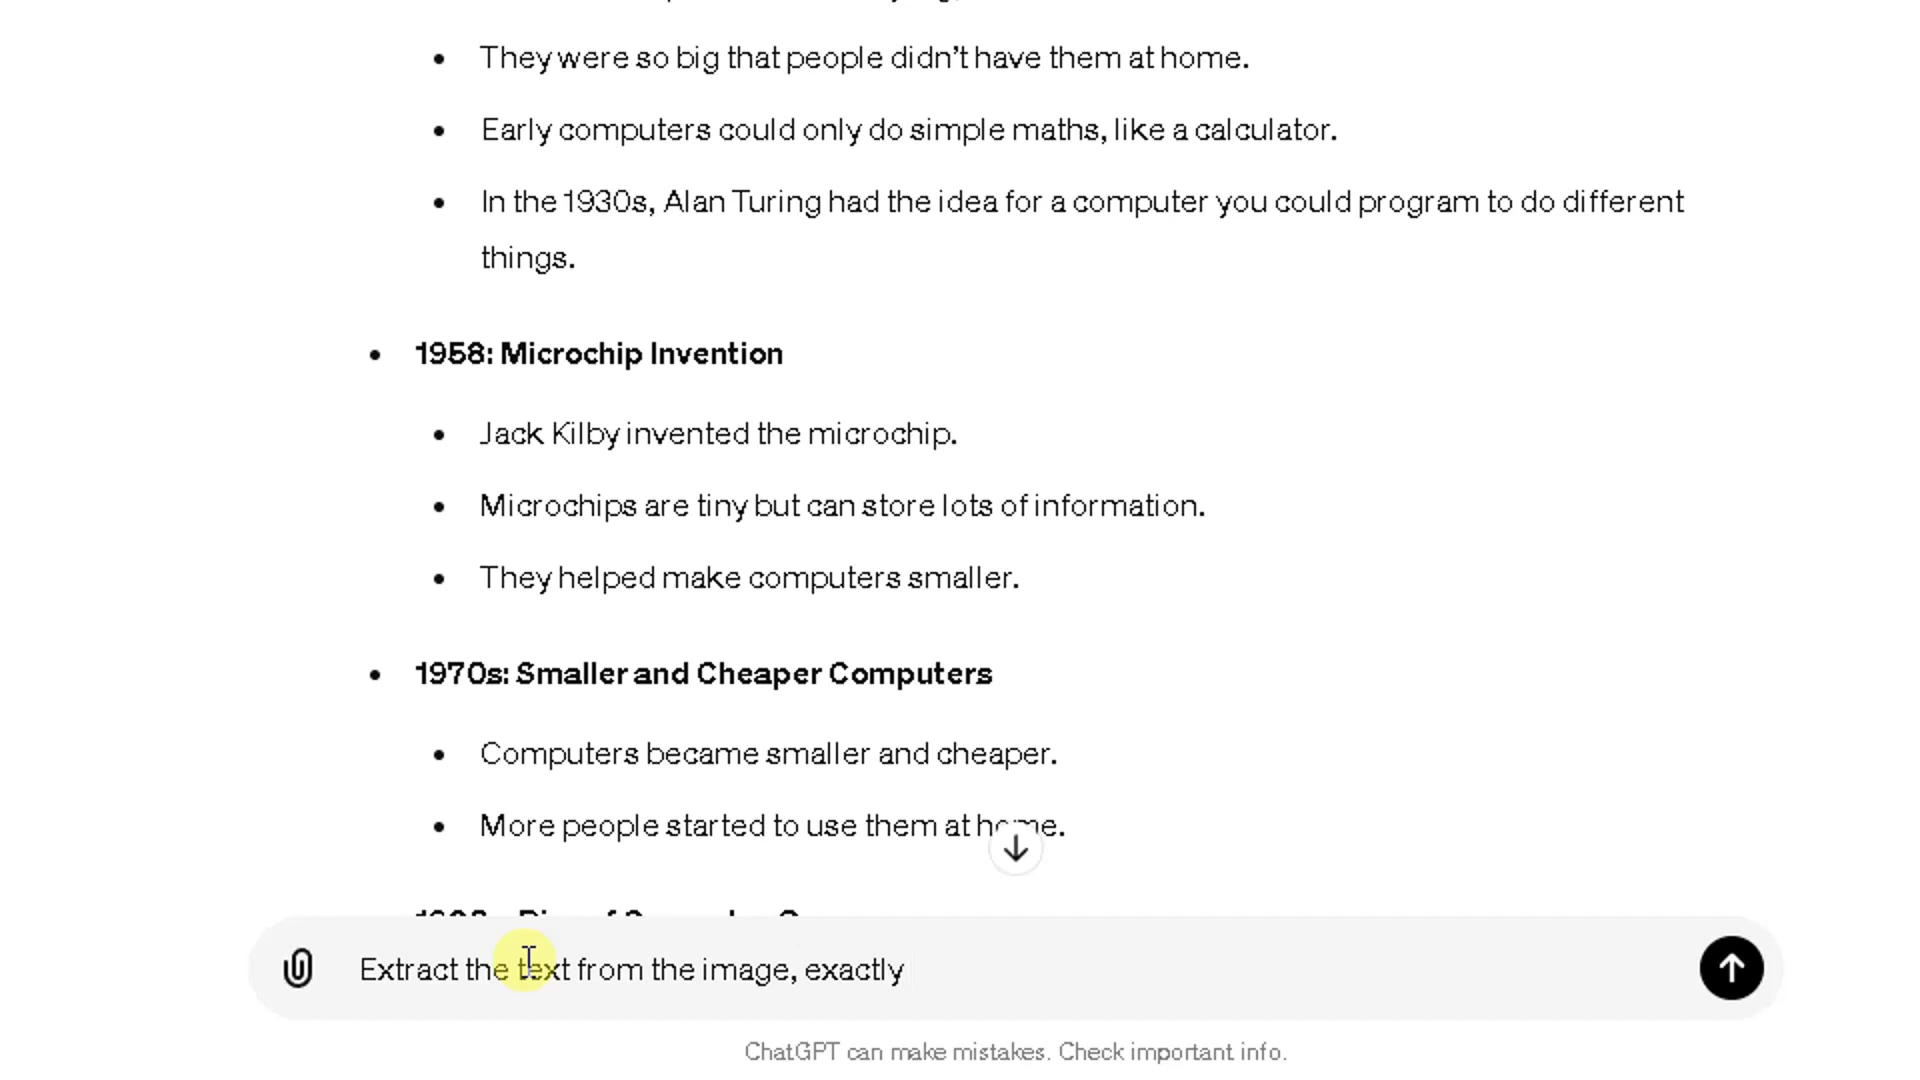 They were so big that people didn't have them at home.
Early computers could only do simple maths, like a calculator.
In the 1930s, Alan Turing had the idea for a computer you could program to do different
things.
1958: Microchip Invention
Jack Kilby invented the microchip.
Microchips are tiny but can store lots of information.
They helped make computers smaller.
1970s: Smaller and Cheaper Computers
Computers became smaller and cheaper.
More people started to use them at home.
Extract the text from the image, exactly
ChatGPT can make mistakes. Check important info.